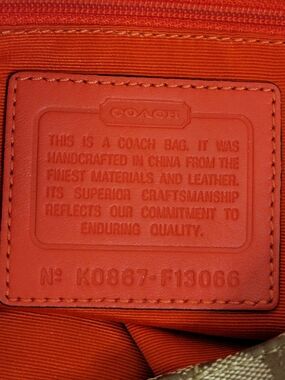 COACH
THIS IS A COACH BAG. IT WAS
HANDCRAFTED IN CHINA FROM THE
FINEST MATERIALS AND LEATHER.
ITS SUPERIOR CRAFTSMANSHIP
REFLECTS OUR COMMITMENT TO
ENDURING QUALITY.
Nº K0867-F13066